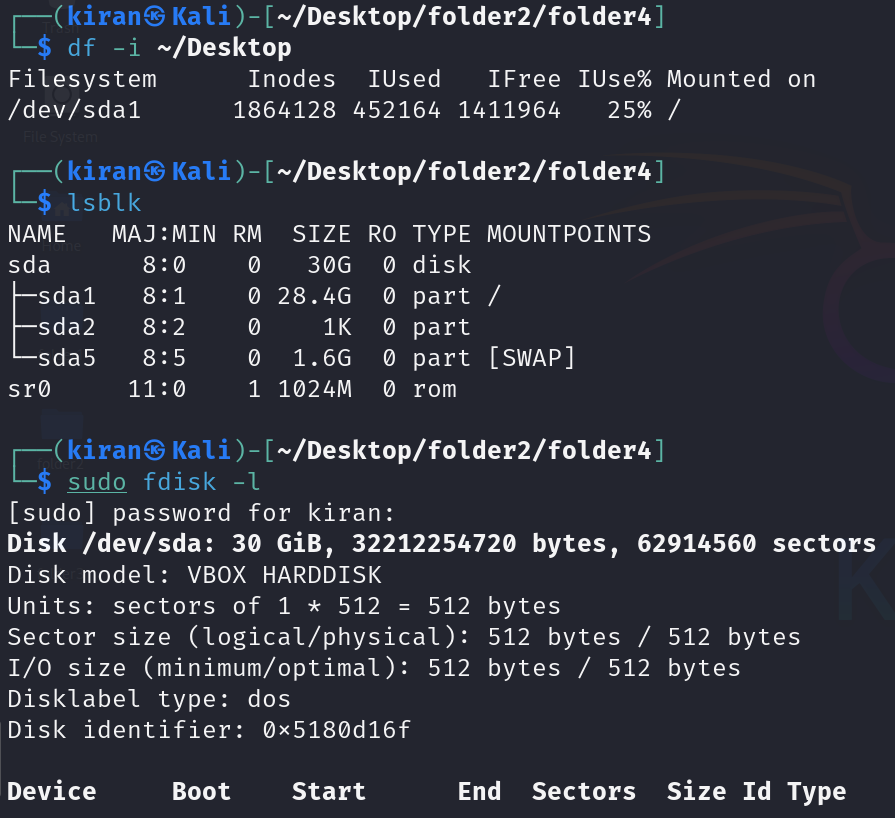 ┌──(kiran㉿Kali)-[~/Desktop/folder2/folder4]
└─$ df -i ~/Desktop
Filesystem      Inodes  IUsed   IFree IUse% Mounted on
/dev/sda1      1864128 452164 1411964   25% /
File System
┌──(kiran㉿Kali)-[~/Desktop/folder2/folder4]
└─$ lsblk
NAME   MAJ:MIN RM  SIZE RO TYPE MOUNTPOINTS
Home
sda      8:0    0   30G  0 disk
├─sda1   8:1    0 28.4G  0 part /
├─sda2   8:2    0    1K  0 part
└─sda5   8:5    0  1.6G  0 part [SWAP]
sr0     11:0    1 1024M  0 rom
┌──(kiran㉿Kali)-[~/Desktop/folder2/folder4]
└─$ sudo fdisk -l
[sudo] password for kiran:
Disk /dev/sda: 30 GiB, 32212254720 bytes, 62914560 sectors
Disk model: VBOX HARDDISK
Units: sectors of 1 * 512 = 512 bytes
Sector size (logical/physical): 512 bytes / 512 bytes
I/O size (minimum/optimal): 512 bytes / 512 bytes
Disklabel type: dos
Disk identifier: 0×5180d16f
Device     Boot    Start      End  Sectors  Size Id Type